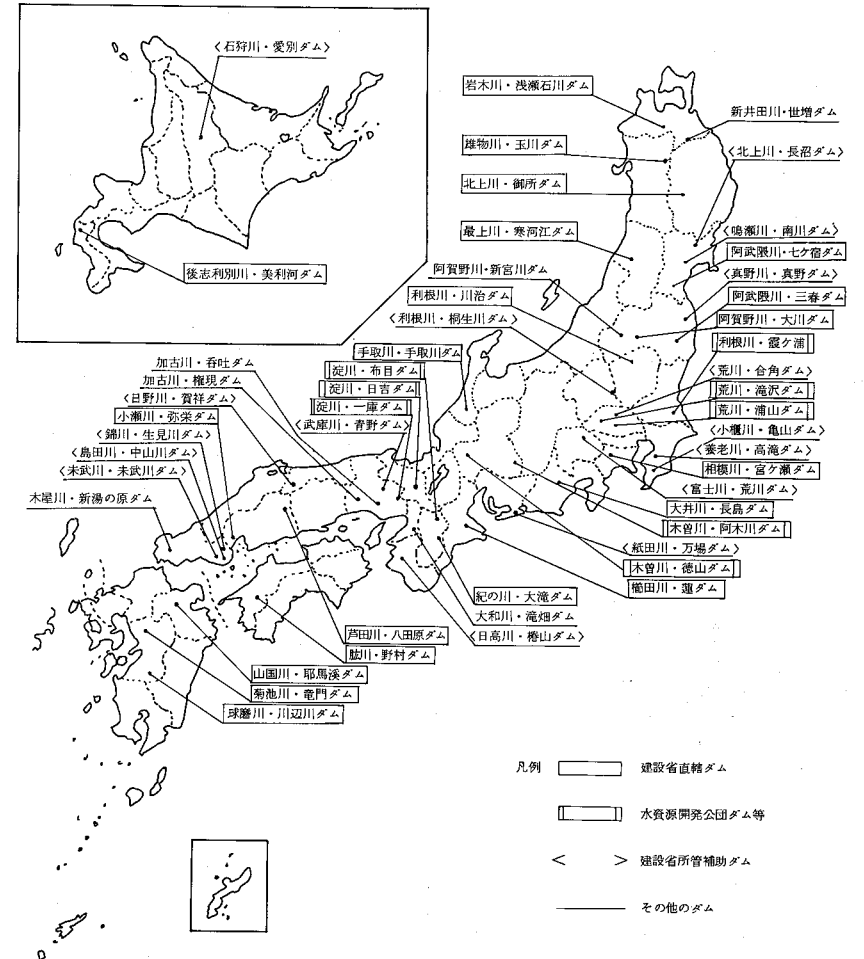 〈石狩川・愛別ダム〉
後志利別川・美利河ダム
岩木川・浅瀬石川ダム
新井田川・世増ダム
雄物川・玉川ダム
〈北上川・長沼ダム〉
北上川・御所ダム
最上川・寒河江ダム
〈鳴瀬川・南川ダム〉
阿武隈川・七ケ宿ダム
阿賀野川・新宮川ダム
〈真野川・真野ダム〉
利根川・川治ダム
阿武隈川・三春ダム
〈利根川・桐生川ダム〉
阿賀野川・大川ダム
利根川・霞ケ浦
手取川・手取川ダム
淀川・布目ダム
淀川・日吉ダム
淀川・一庫ダム
〈武庫川・青野ダム〉
加古川・呑吐ダム
加古川・権現ダム
〈日野川・賀祥ダム〉
小瀬川・弥栄ダム
〈錦川・生見川ダム〉
〈島田川・中山川ダム〉
〈末武川・末武川ダム〉
木屋川・新湯の原ダム
〈荒川・合角ダム〉
荒川・滝沢ダム
荒川・浦山ダム
〈小櫃川・亀山ダム〉
〈養老川・高滝ダム〉
相模川・宮ケ瀬ダム
〈富士川・荒川ダム〉
大井川・長島ダム
木曽川・阿木川ダム
〈紙田川・万場ダム〉
木曽川・徳山ダム
櫛田川・蓮ダム
紀の川・大滝ダム
大和川・滝畑ダム
〈日高川・椿山ダム〉
芦田川・八田原ダム
肱川・野村ダム
山国川・耶馬溪ダム
菊池川・竜門ダム
球磨川・川辺川ダム
凡例
建設省直轄ダム
水資源開発公団ダム等
〈 〉 建設省所管補助ダム
その他のダム